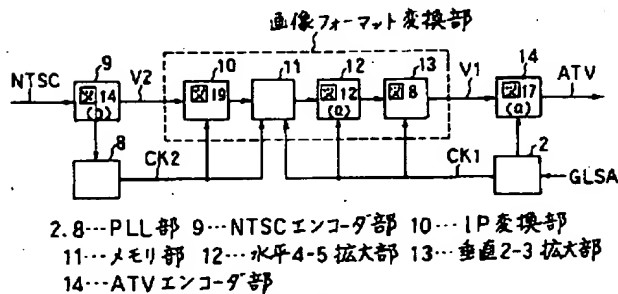 画像フォーマット変換部
9 10 11 12 13 14
NTSC V2 V1 ATV
図14(b) 図19 図12(a) 図8 図17(a)
8 CK2 CK1 2
GLSA
2.8…PLL部 9…NTSCエンコーダ部 10…IP変換部
11…メモリ部 12…水平4-5拡大部 13…垂直2-3拡大部
14…ATVエンコーダ部